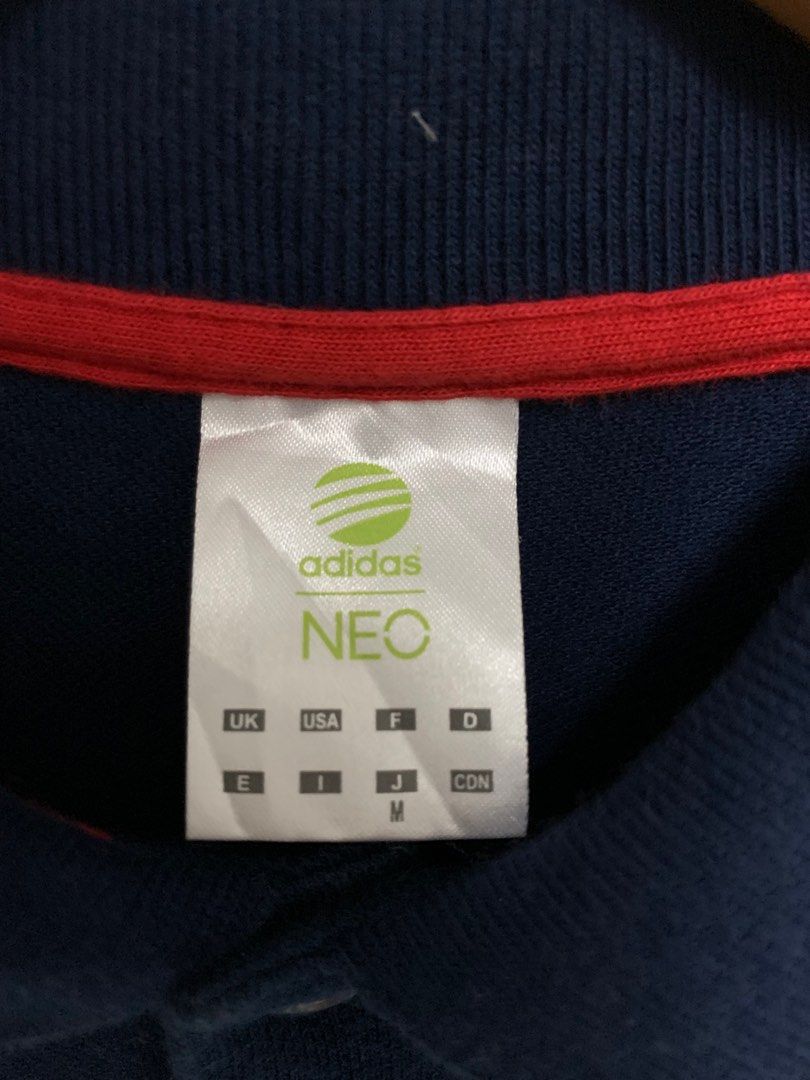 adidas
NEO
UK USA F D
E I J CDN
M